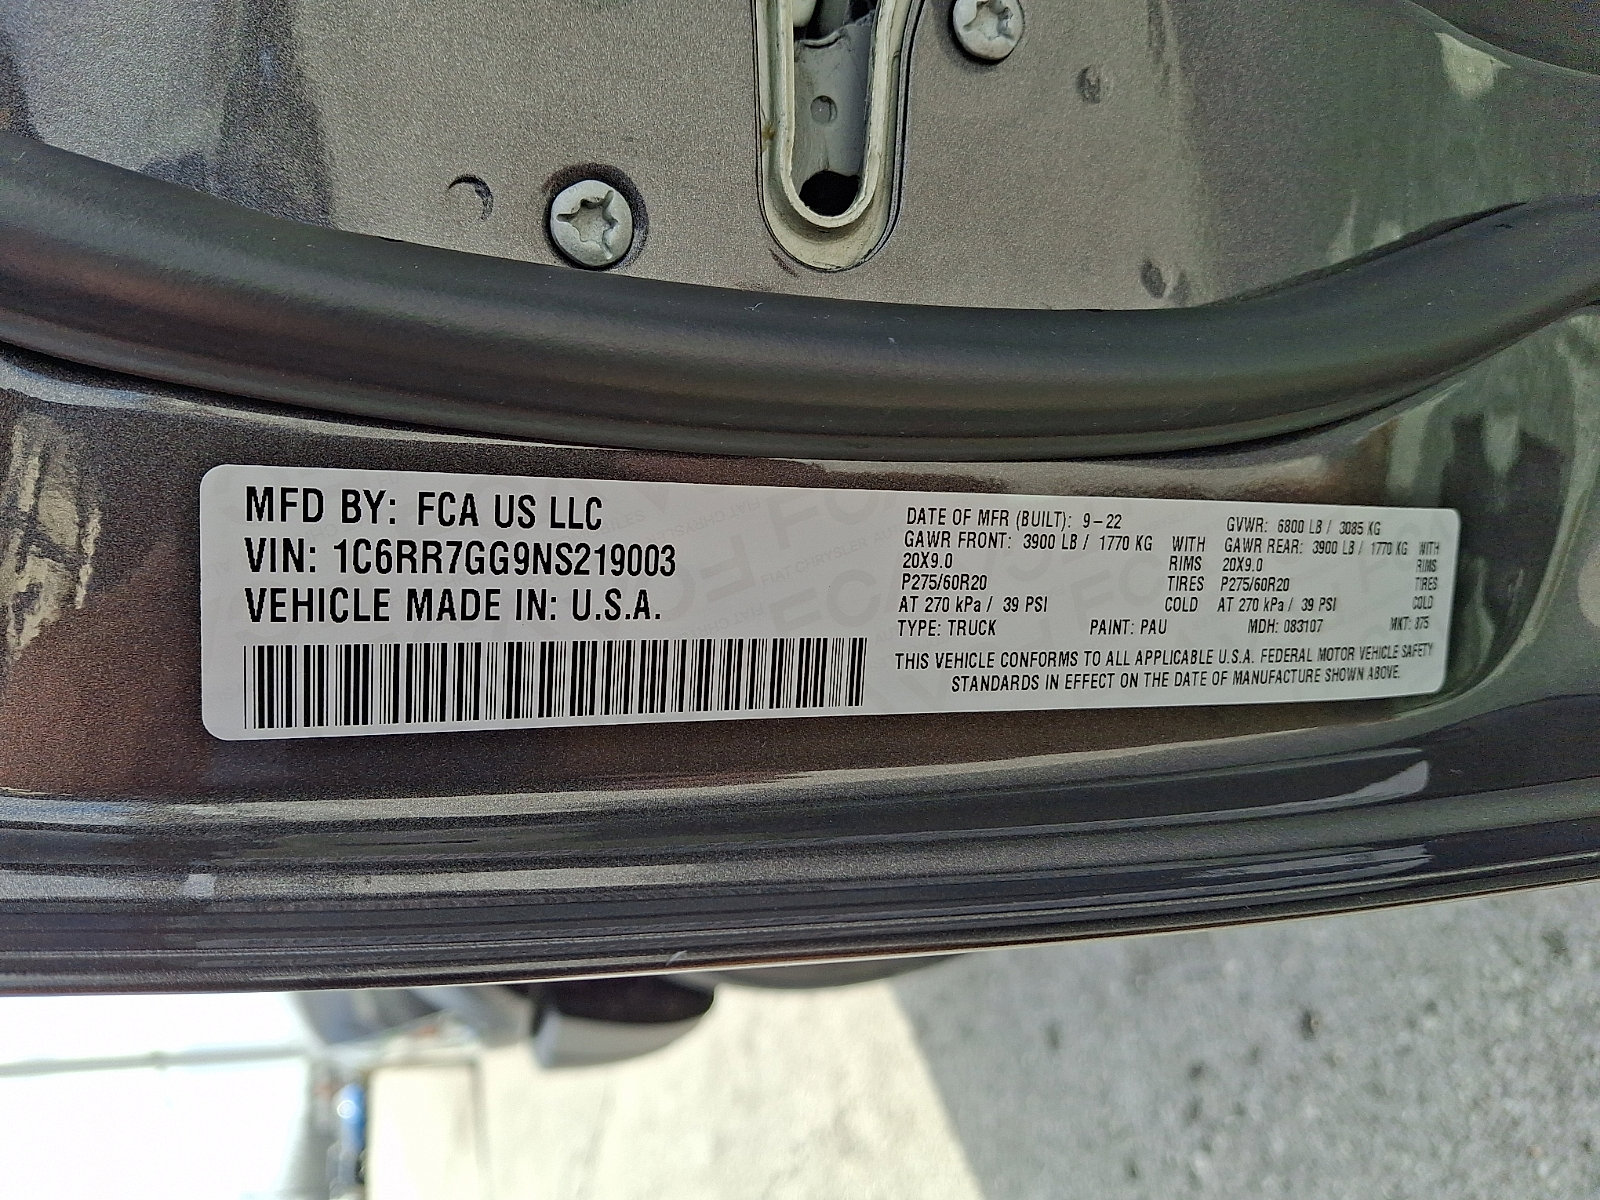 MFD BY: FCA US LLC
VIN: 1C6RR7GG9NS219003
VEHICLE MADE IN: U.S.A.
DATE OF MFR (BUILT): 9-22 GVWR: 6800 LB / 3085 KG
GAWR FRONT: 3900 LB / 1770 KG WITH GAWR REAR: 3900 LB / 1770 KG WITH
20X9.0 RIMS 20X9.0 RIMS
P275/60R20 TIRES P275/60R20 TIRES
AT 270 kPa / 39 PSI COLD AT 270 kPa / 39 PSI COLD
TYPE: TRUCK PAINT: PAU MDH: 083107 MKT:
THIS VEHICLE CONFORMS TO ALL APPLICABLE U.S.A. FEDERAL MOTOR VEHICLE SAFETY
STANDARDS IN EFFECT ON THE DATE OF MANUFACTURE SHOWN ABOVE.